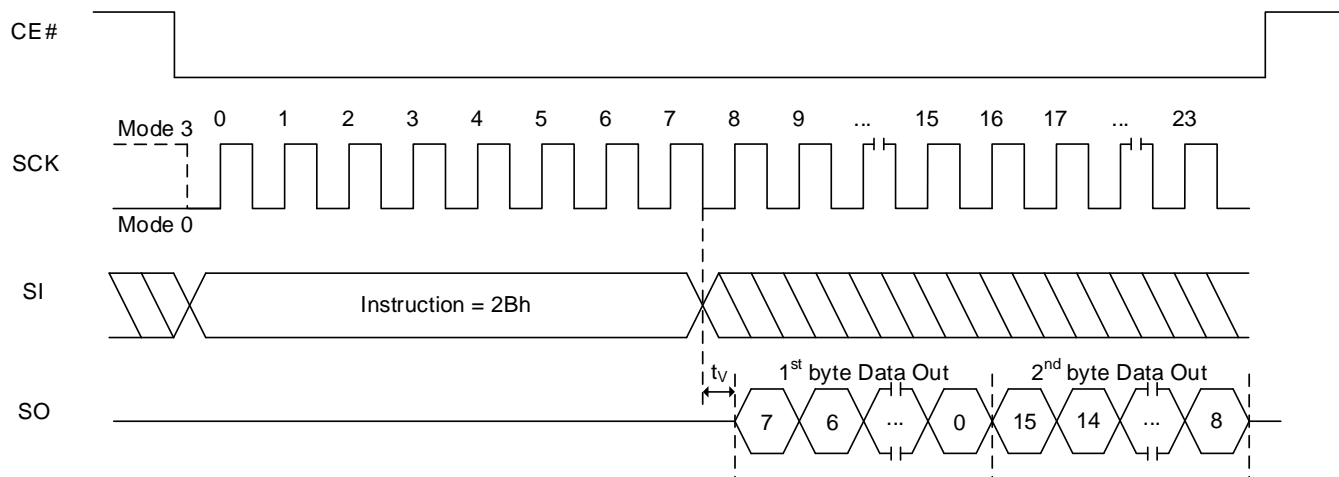 CE#
0 1 2 3 4 5 6 7 8 9 ... 15 16 17 ... 23
Mode 3
SCK
Mode 0
SI
Instruction = 2Bh
tV 1st byte Data Out 2nd byte Data Out
SO
7 6 ... 0 15 14 ... 8